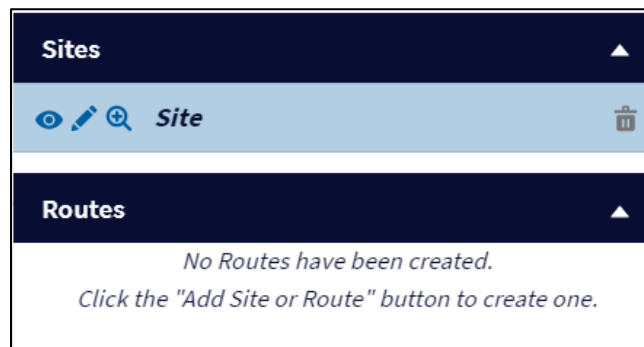 Sites
Site
Routes
No Routes have been created.
Click the "Add Site or Route" button to create one.